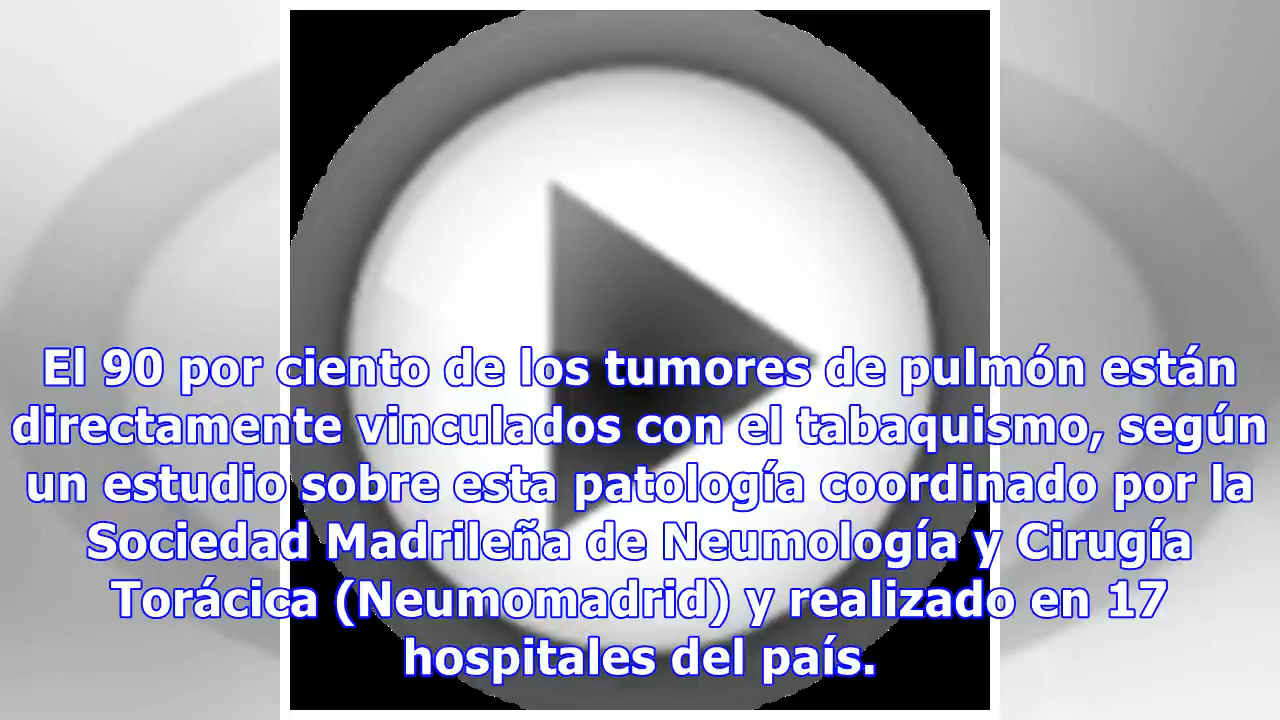 El 90 por ciento de los tumores de pulmón están
directamente vinculados con el tabaquismo, según
un estudio sobre esta patología coordinado por la
Sociedad Madrileña de Neumología y Cirugía
Torácica (Neumomadrid) y realizado en 17
hospitales del país.